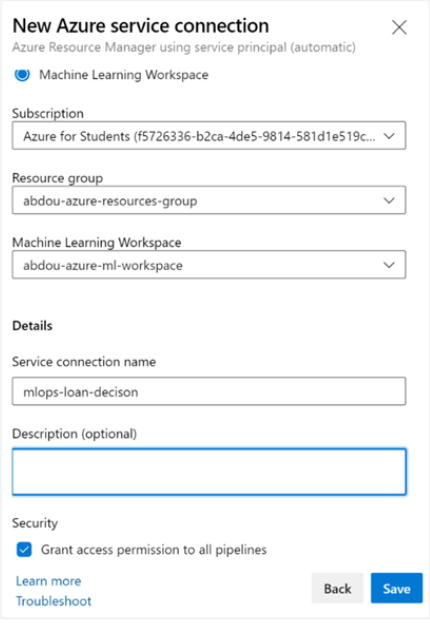 New Azure service connection
Azure Resource Manager using service principal (automatic)
Machine Learning Workspace
Subscription
Azure for Students (f5726336-b2ca-4de5-9814-581d1e519c...
Resource group
abdou-azure-resources-group
Machine Learning Workspace
abdou-azure-ml-workspace
Details
Service connection name
mlops-loan-decison
Description (optional)
Security
Grant access permission to all pipelines
Learn more
Troubleshoot
Back
Save